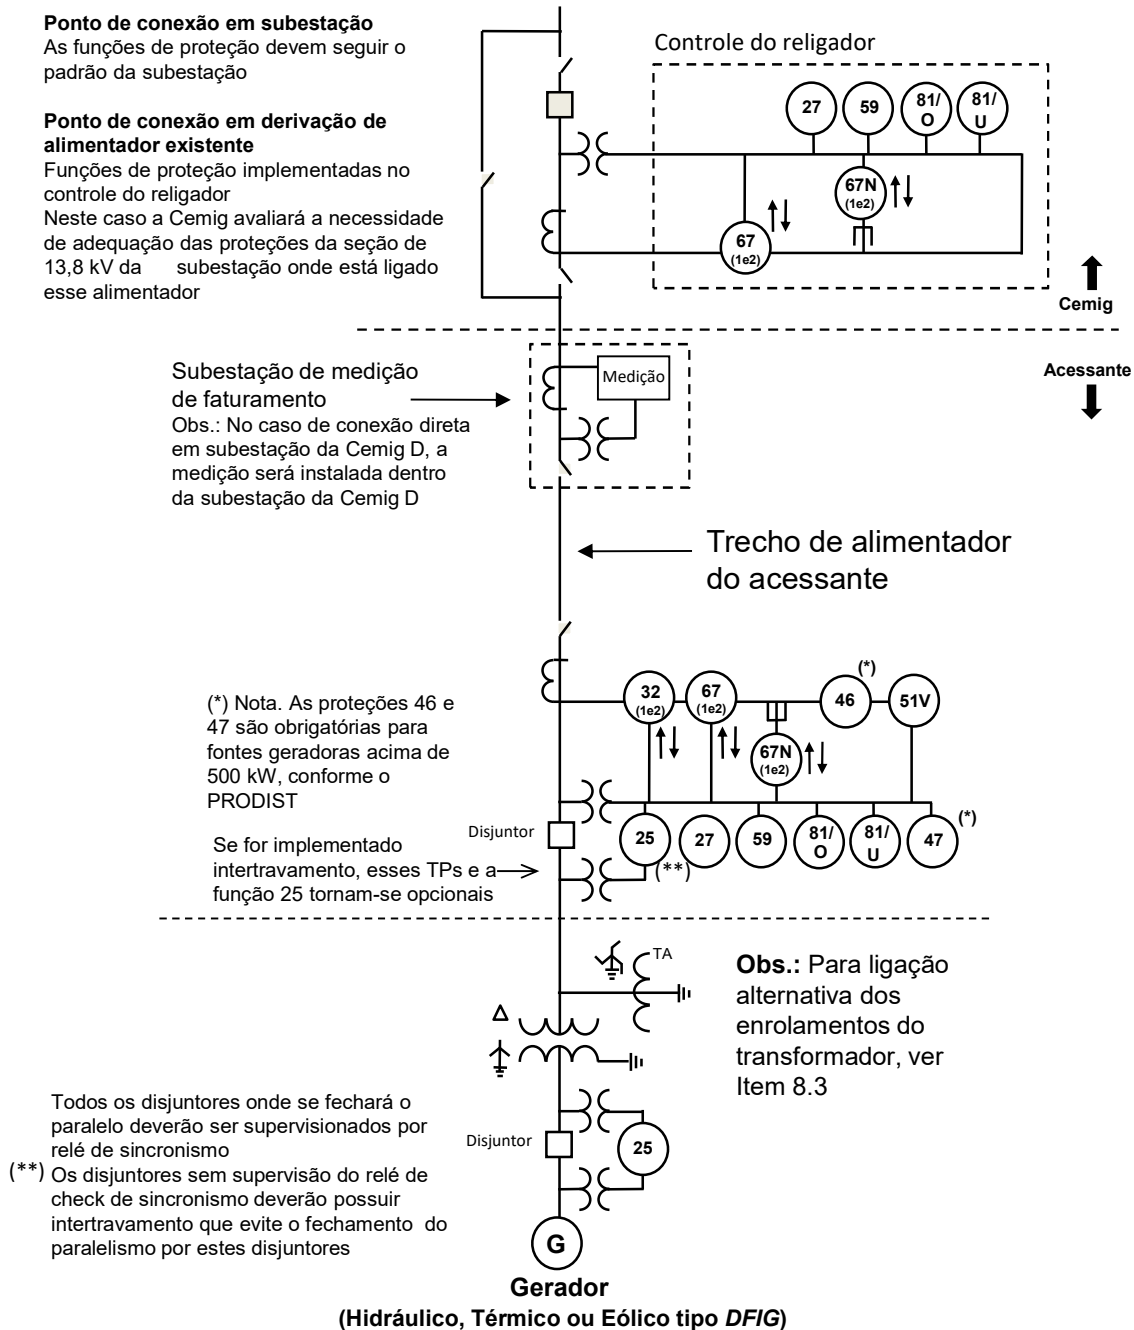 Ponto de conexão em subestação
As funções de proteção devem seguir o
padrão da subestação
Ponto de conexão em derivação de
alimentador existente
Funções de proteção implementadas no
controle do religador
Neste caso a Cemig avaliará a necessidade
de adequação das proteções da seção de
13,8 kV da subestação onde está ligado
esse alimentador
Controle do religador
27
59
81/
O
81/
U
67N
(1e2)
67
(1e2)
Cemig
Acessante
Subestação de medição
de faturamento
Obs.: No caso de conexão direta
em subestação da Cemig D, a
medição será instalada dentro
da subestação da Cemig D
Medição
Trecho de alimentador
do acessante
(*) Nota. As proteções 46 e
47 são obrigatórias para
fontes geradoras acima de
500 kW, conforme o
PRODIST
Se for implementado
intertravamento, esses TPs e a
função 25 tornam-se opcionais
32
(1e2)
67
(1e2)
(*)
46
51V
67N
(1e2)
Disjuntor
25
(**)
27
59
81/
O
81/
U
47
(*)
TA
Obs.: Para ligação
alternativa dos
enrolamentos do
transformador, ver
Item 8.3
Δ
Todos os disjuntores onde se fechará o
paralelo deverão ser supervisionados por
relé de sincronismo
(**) Os disjuntores sem supervisão do relé de
check de sincronismo deverão possuir
intertravamento que evite o fechamento do
paralelismo por estes disjuntores
Disjuntor
25
G
Gerador
(Hidráulico, Térmico ou Eólico tipo DFIG)